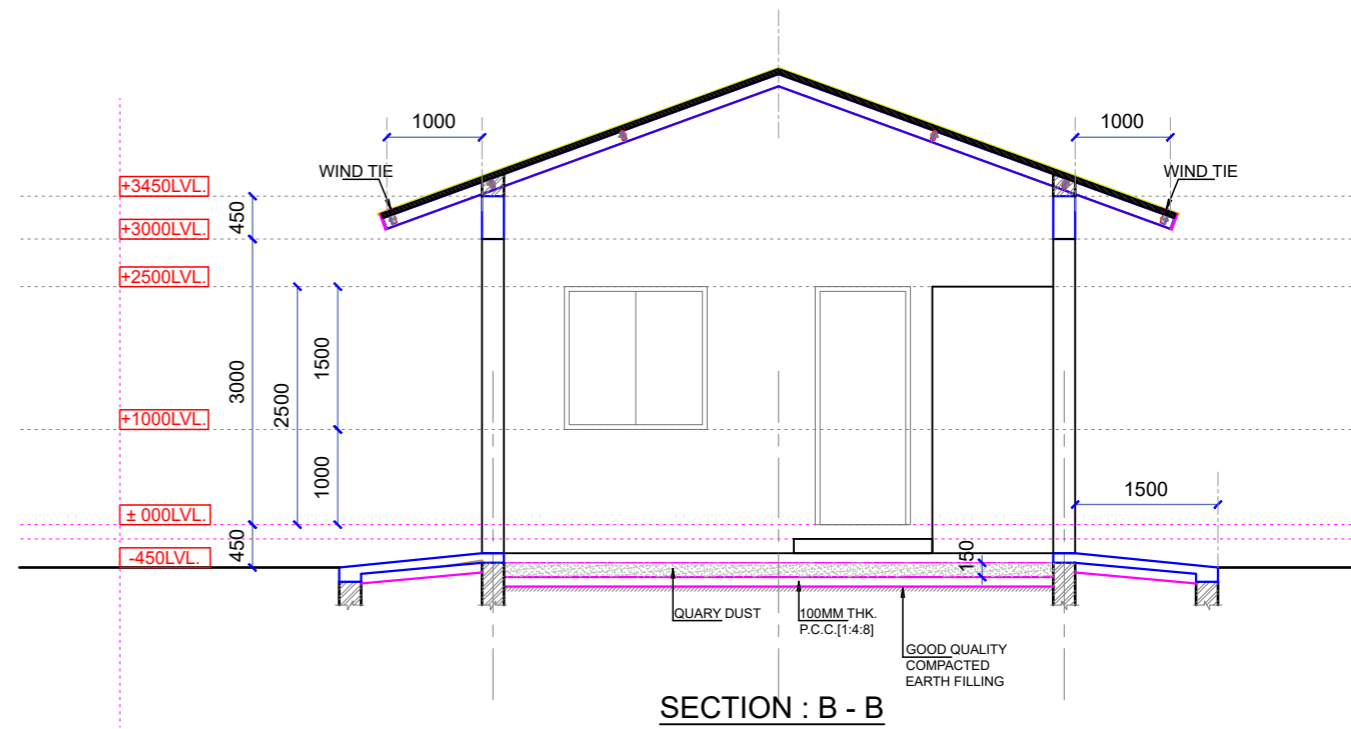 1000
1000
WIND TIE
WIND TIE
+3450LVL.
450
+3000LVL.
+2500LVL.
3000
2500
1500
+1000LVL.
1000
1500
± 000LVL.
450
-450LVL.
150
QUARY DUST
100MM THK.
P.C.C.[1:4:8]
GOOD QUALITY
COMPACTED
EARTH FILLING
SECTION : B - B